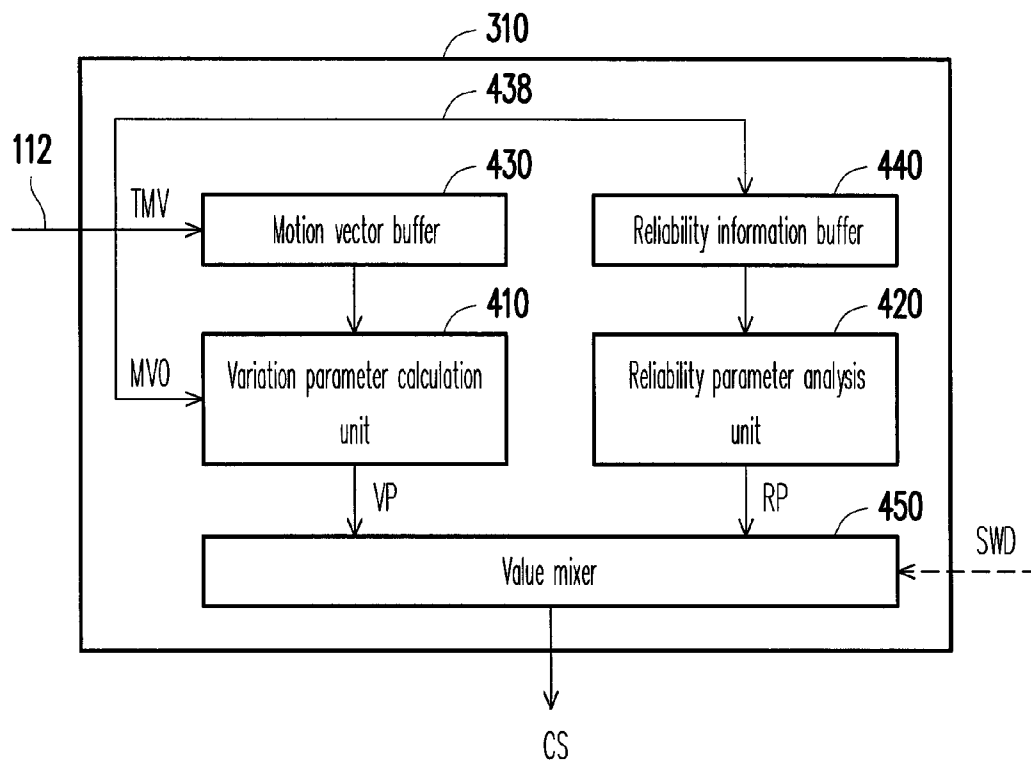 310
438
112
430
440
TMV
Motion vector buffer
Reliability information buffer
410
420
MVO
Variation parameter calculation
unit
Reliability parameter analysis
unit
VP
RP
450
SWD
Value mixer
CS